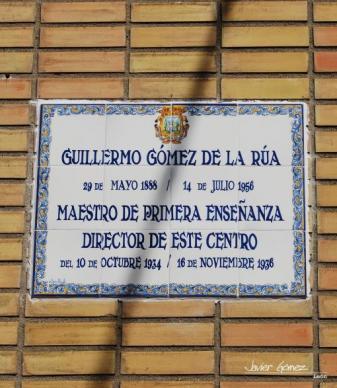 GUILLERMO GÓMEZ DE LA RÚA
29 DE MAYO 1888 / 14 DE JULIO 1956
MAESTRO DE PRIMERA ENSEÑANZA
DIRECTOR DE ESTE CENTRO
DEL 10 DE OCTUBRE 1934 / 16 DE NOVIEMBRE 1936
Javier Gómez